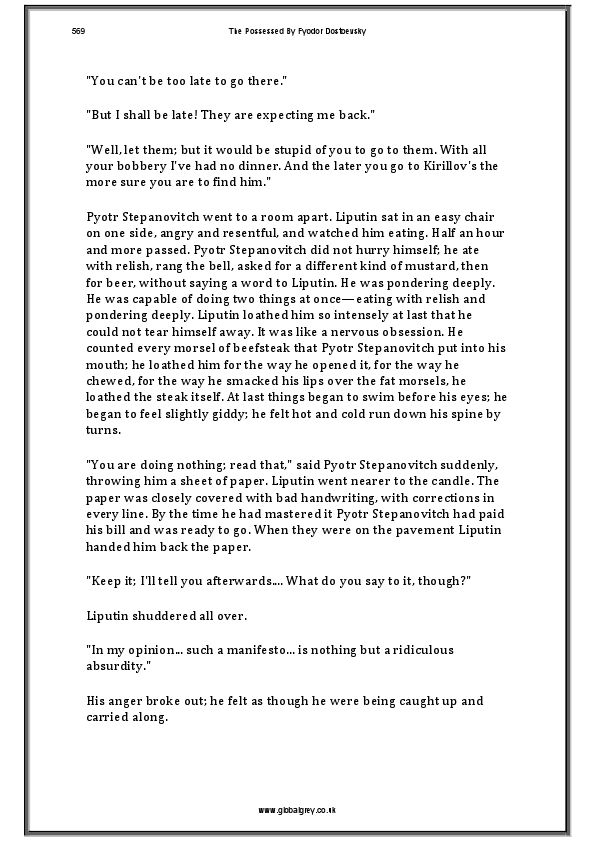 569
The Possessed By Fyodor Dostoevsky
"You can't be too late to go there."
"But I shall be late! They are expecting me back."
"Well, let them; but it would be stupid of you to go to them. With all
your bobbery I've had no dinner. And the later you go to Kirillov's the
more sure you are to find him."
Pyotr Stepanovitch went to a room apart. Liputin sat in an easy chair
on one side, angry and resentful, and watched him eating. Half an hour
and more passed. Pyotr Stepanovitch did not hurry himself; he ate
with relish, rang the bell, asked for a different kind of mustard, then
for beer, without saying a word to Liputin. He was pondering deeply.
He was capable of doing two things at once—eating with relish and
pondering deeply. Liputin loathed him so intensely at last that he
could not tear himself away. It was like a nervous obsession. He
counted every morsel of beefsteak that Pyotr Stepanovitch put into his
mouth; he loathed him for the way he opened it, for the way he
chewed, for the way he smacked his lips over the fat morsels, he
loathed the steak itself. At last things began to swim before his eyes; he
began to feel slightly giddy; he felt hot and cold run down his spine by
turns.
"You are doing nothing; read that," said Pyotr Stepanovitch suddenly,
throwing him a sheet of paper. Liputin went nearer to the candle. The
paper was closely covered with bad handwriting, with corrections in
every line. By the time he had mastered it Pyotr Stepanovitch had paid
his bill and was ready to go. When they were on the pavement Liputin
handed him back the paper.
"Keep it; I'll tell you afterwards.... What do you say to it, though?"
Liputin shuddered all over.
"In my opinion... such a manifesto... is nothing but a ridiculous
absurdity."
His anger broke out; he felt as though he were being caught up and
carried along.
www.globalgrey.co.uk